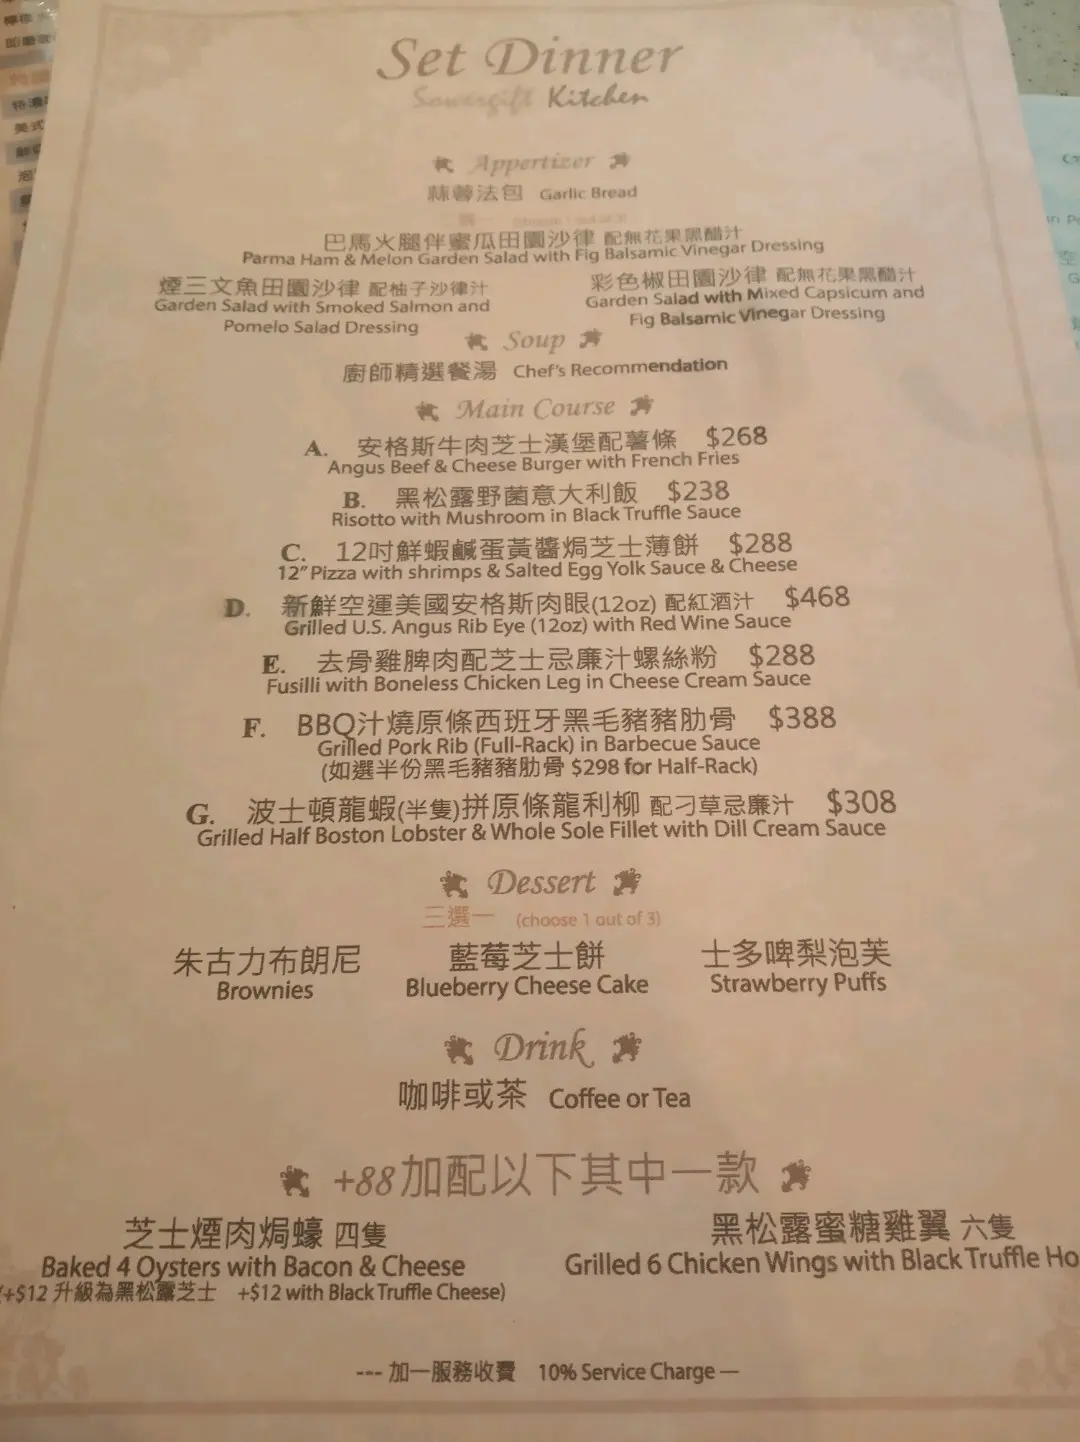 Set Dinner
Sowergift Kitchen
Appertizer
蒜蓉法包 Garlic Bread
巴馬火腿伴蜜瓜田園沙律 配無花果黑醋汁
Parma Ham & Melon Garden Salad with Fig Balsamic Vinegar Dressing
煙三文魚田園沙律 配柚子沙律汁
Garden Salad with Smoked Salmon and
Pomelo Salad Dressing
彩色椒田園沙律 配無花果黑醋汁
Garden Salad with Mixed Capsicum and
Fig Balsamic Vinegar Dressing
Soup
廚師精選餐湯 Chef's Recommendation
Main Course
A. 安格斯牛肉芝士漢堡配薯條 $268
Angus Beef & Cheese Burger with French Fries
B. 黑松露野菌意大利飯 $238
Risotto with Mushroom in Black Truffle Sauce
C. 12吋鮮蝦鹹蛋黃醬焗芝士薄餅 $288
12" Pizza with shrimps & Salted Egg Yolk Sauce & Cheese
D. 新鮮空運美國安格斯肉眼(12oz) 配紅酒汁 $468
Grilled U.S. Angus Rib Eye (12oz) with Red Wine Sauce
E. 去骨雞脾肉配芝士忌廉汁螺絲粉 $288
Fusilli with Boneless Chicken Leg in Cheese Cream Sauce
F. BBQ汁燒原條西班牙黑毛豬豬肋骨 $388
Grilled Pork Rib (Full-Rack) in Barbecue Sauce
(如選半份黑毛豬豬肋骨 $298 for Half-Rack)
G. 波士頓龍蝦(半隻)拼原條龍利柳 配刁草忌廉汁 $308
Grilled Half Boston Lobster & Whole Sole Fillet with Dill Cream Sauce
Dessert
三選一 (choose 1 out of 3)
朱古力布朗尼
Brownies
藍莓芝士餅
Blueberry Cheese Cake
士多啤梨泡芙
Strawberry Puffs
Drink
咖啡或茶 Coffee or Tea
+88加配以下其中一款
芝士煙肉焗蠔 四隻
Baked 4 Oysters with Bacon & Cheese
(+$12 升級為黑松露芝士 +$12 with Black Truffle Cheese)
黑松露蜜糖雞翼 六隻
Grilled 6 Chicken Wings with Black Truffle Ho
--- 加一服務收費 10% Service Charge —